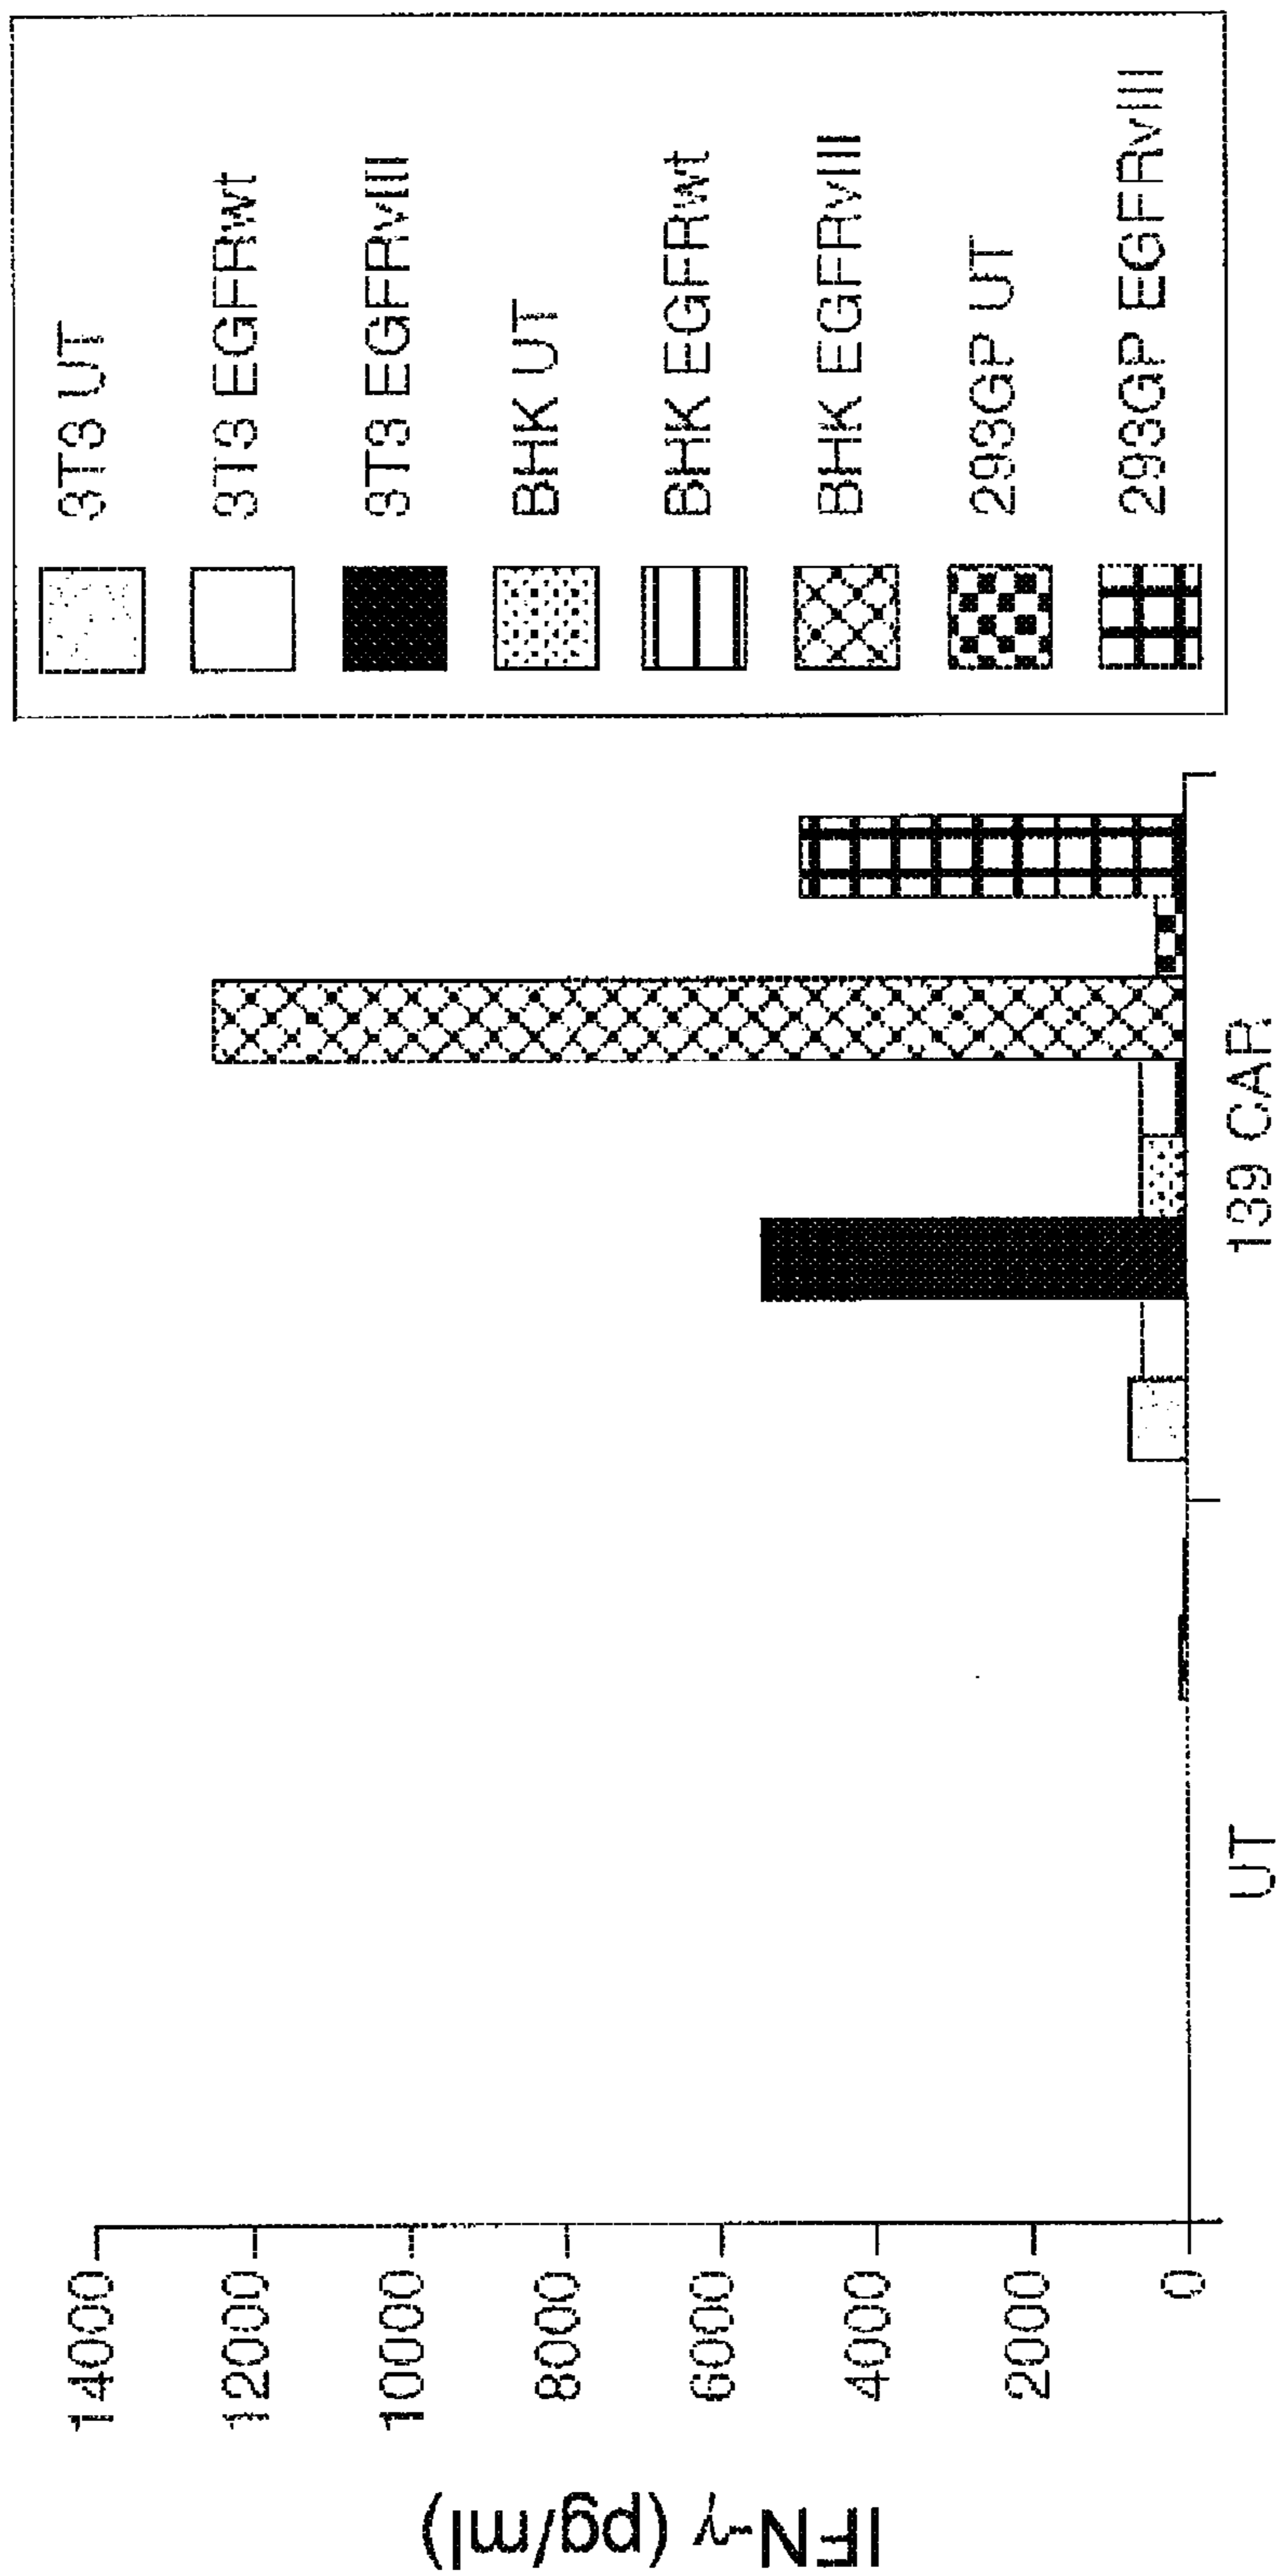 IFN-γ (pg/ml)
14000
12000
10000
8000
6000
4000
2000
0
UT
139 CAR
3T3 UT
3T3 EGFRwt
3T3 EGFRvIII
BHK UT
BHK EGFRwt
BHK EGFRvIII
293GP UT
293GP EGFRvIII